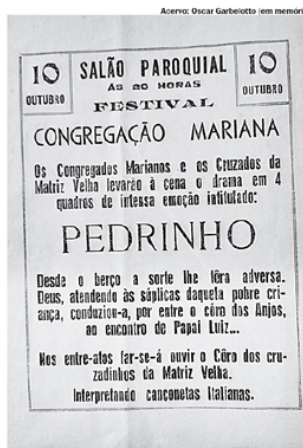 Acervo: Oscar Garbelotto (em memóri
10 OUTUBRO
SALÃO PAROQUIAL
ÀS 20 HORAS
FESTIVAL
10 OUTUBRO
CONGREGAÇÃO MARIANA
Os Congregados Marianos e os Cruzados da
Matriz Velha levarão à cena o drama em 4
quadros de intensa emoção intitulado:
PEDRINHO
Desde o berço a sorte lhe fôra adversa.
Deus, atendendo às súplicas daquela pobre cri-
ança, conduziou-a, por entre o côro dos Anjos,
ao encontro de Papai Luiz...
Nos entre-atos far-se-á ouvir o Côro dos cru-
zadinhos da Matriz Velha.
Interpretando cançonetas Italianas.